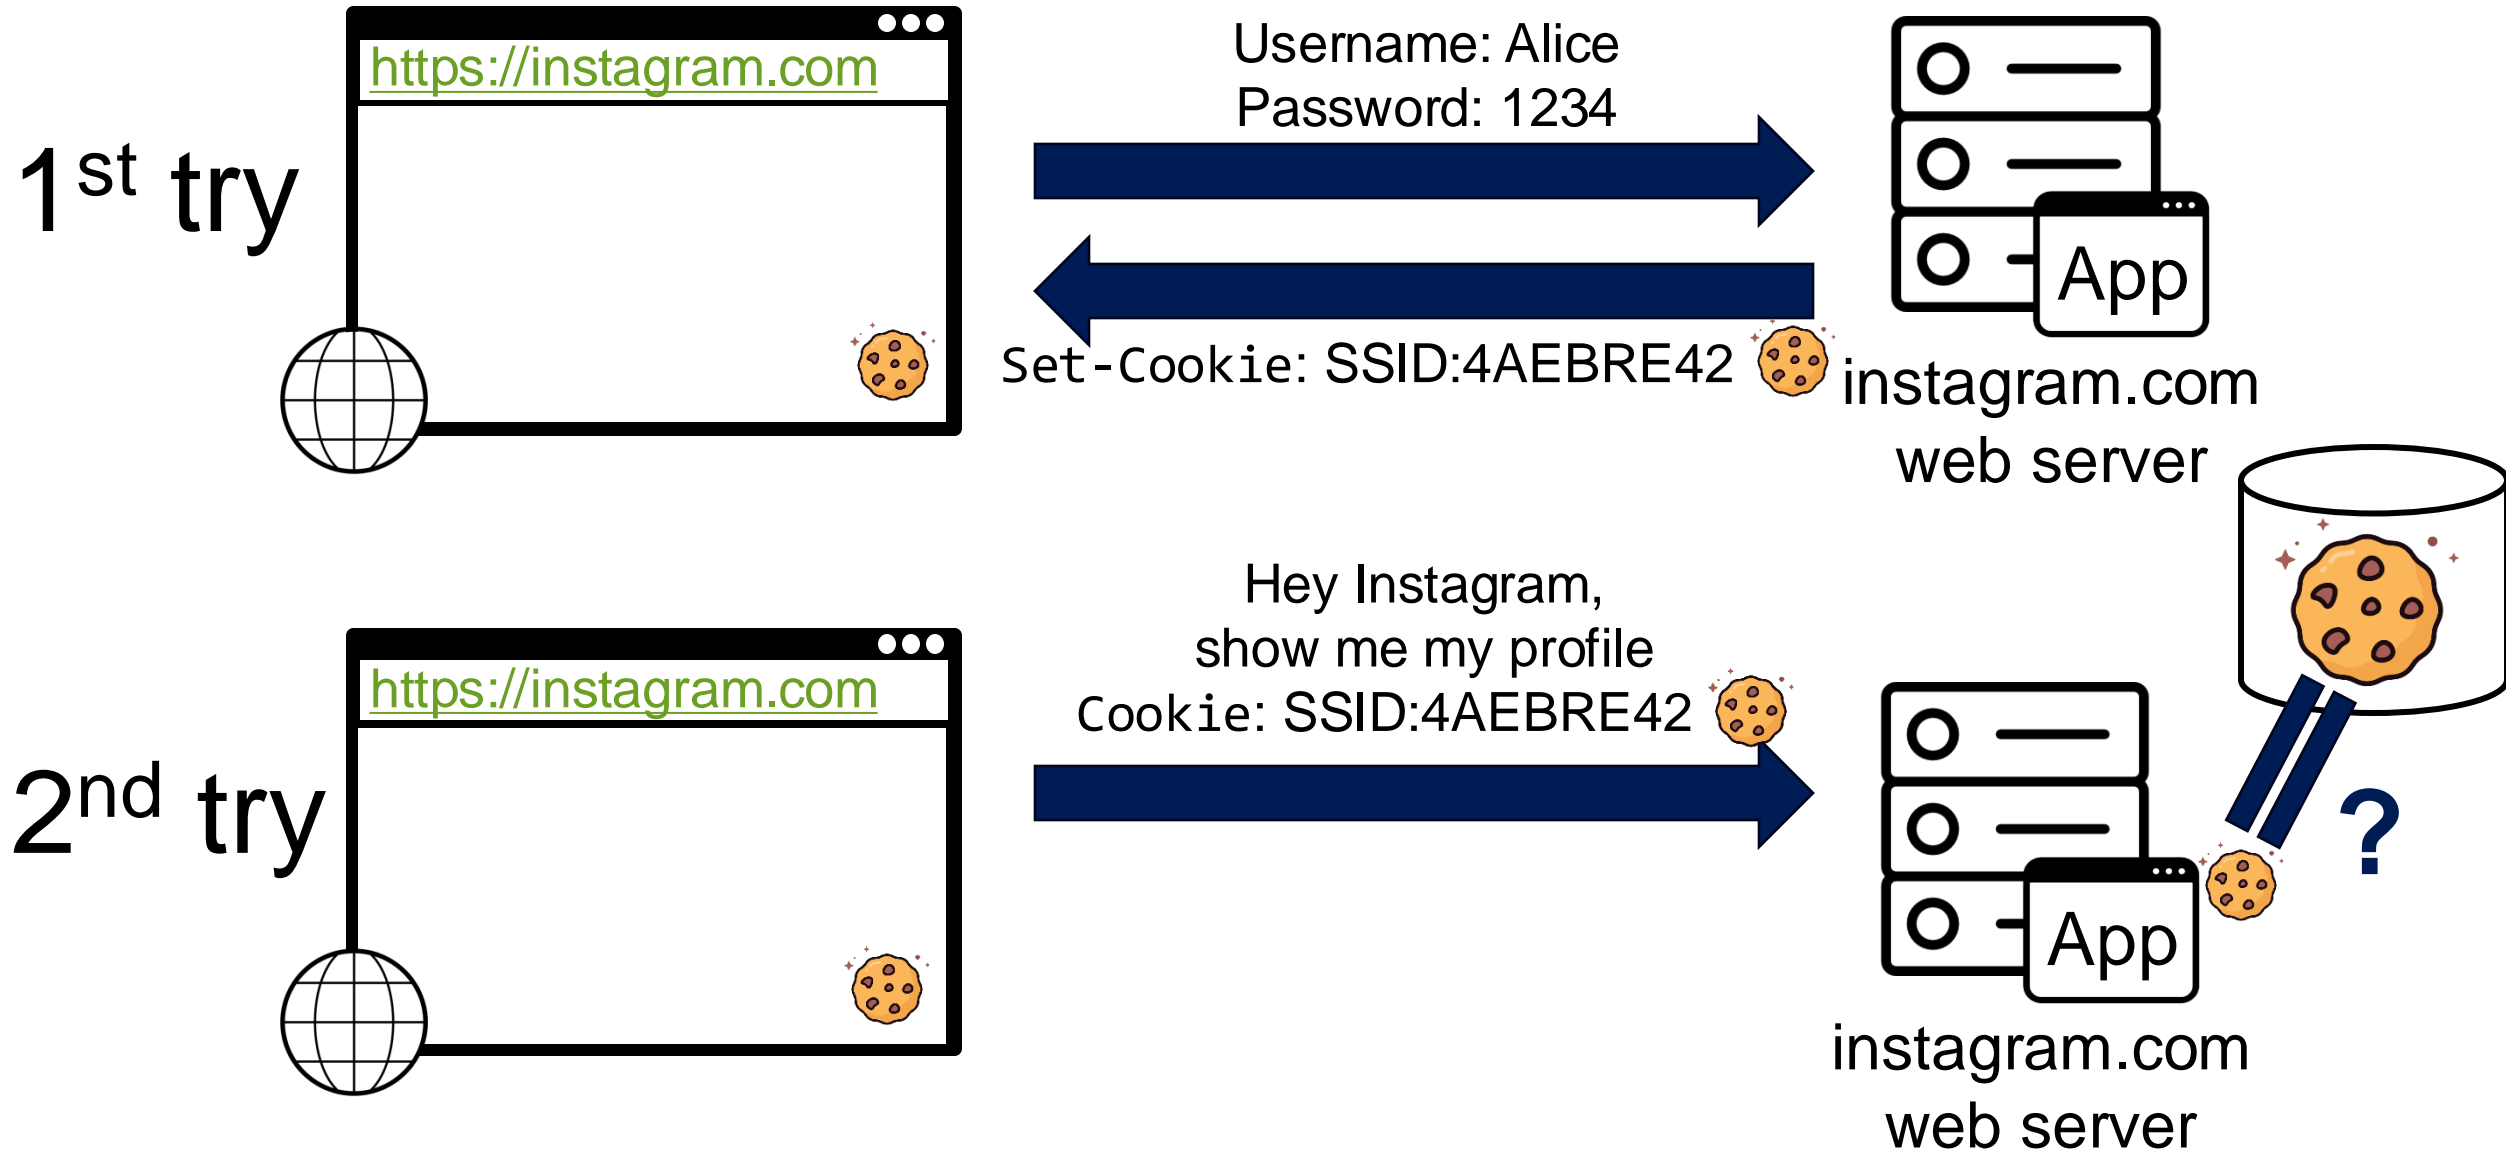 1st try
https://instagram.com
Username: Alice
Password: 1234
Set-Cookie: SSID:4AEBRE42
App
instagram.com
web server
2nd try
https://instagram.com
Hey Instagram,
show me my profile
Cookie: SSID:4AEBRE42
?
App
instagram.com
web server